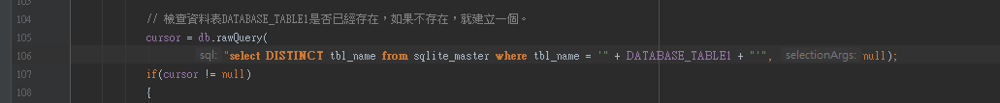 103
104 // 檢查資料表DATABASE_TABLE1是否已經存在，如果不存在，就建立一個。
105 cursor = db.rawQuery(
106 sql: "select DISTINCT tbl_name from sqlite_master where tbl_name = '" + DATABASE_TABLE1 + "'", selectionArgs: null);
107 if(cursor != null)
108 {